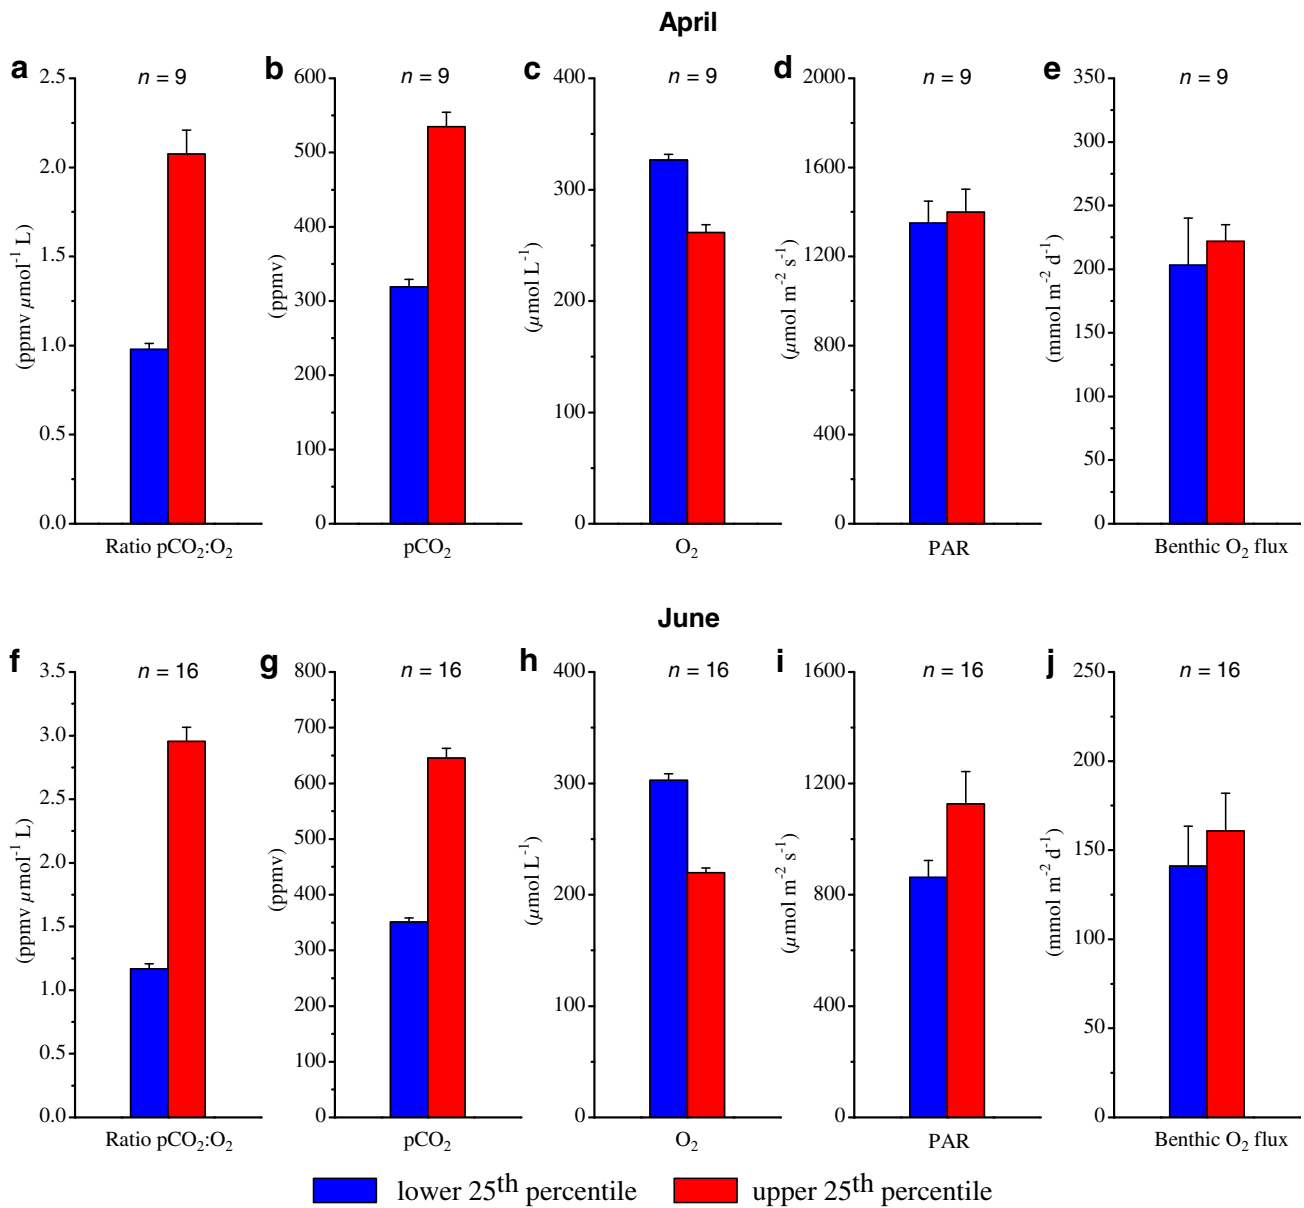 April
a
n = 9
2.5
2.0
1.5
1.0
0.5
0.0
(ppmv µmol⁻¹ L)
Ratio pCO₂:O₂
b
n = 9
600
500
400
300
200
100
0
(ppmv)
pCO₂
c
n = 9
400
300
200
100
0
(µmol L⁻¹)
O₂
d
n = 9
2000
1600
1200
800
400
0
(µmol m⁻² s⁻¹)
PAR
e
n = 9
350
300
250
200
150
100
50
0
(mmol m⁻² d⁻¹)
Benthic O₂ flux
June
f
n = 16
3.5
3.0
2.5
2.0
1.5
1.0
0.5
0.0
(ppmv µmol⁻¹ L)
Ratio pCO₂:O₂
g
n = 16
800
700
600
500
400
300
200
100
0
(ppmv)
pCO₂
h
n = 16
400
300
200
100
0
(µmol L⁻¹)
O₂
i
n = 16
1600
1200
800
400
0
(µmol m⁻² s⁻¹)
PAR
j
n = 16
250
200
150
100
50
0
(mmol m⁻² d⁻¹)
Benthic O₂ flux
lower 25th percentile
upper 25th percentile